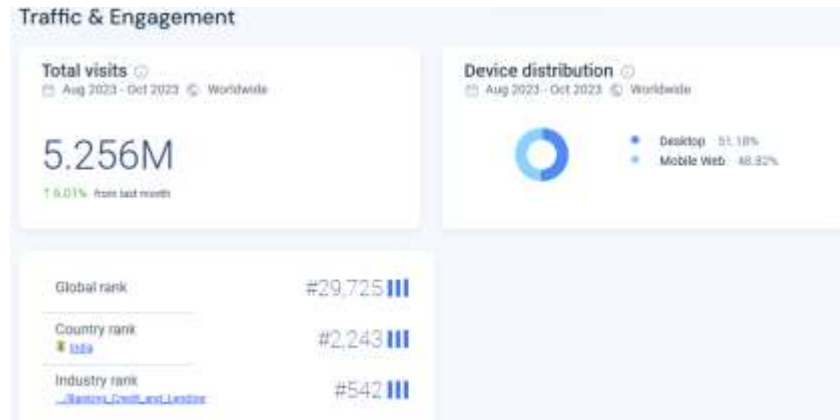 Traffic & Engagement
Total visits
Aug 2023 - Oct 2023 Worldwide
5.256M
↑ 6.01% from last month
Device distribution
Aug 2023 - Oct 2023 Worldwide
Desktop 51.18%
Mobile Web 48.82%
Global rank #29,725
Country rank #2,243
India
Industry rank #542
.../Banking_Credit_and_Lending